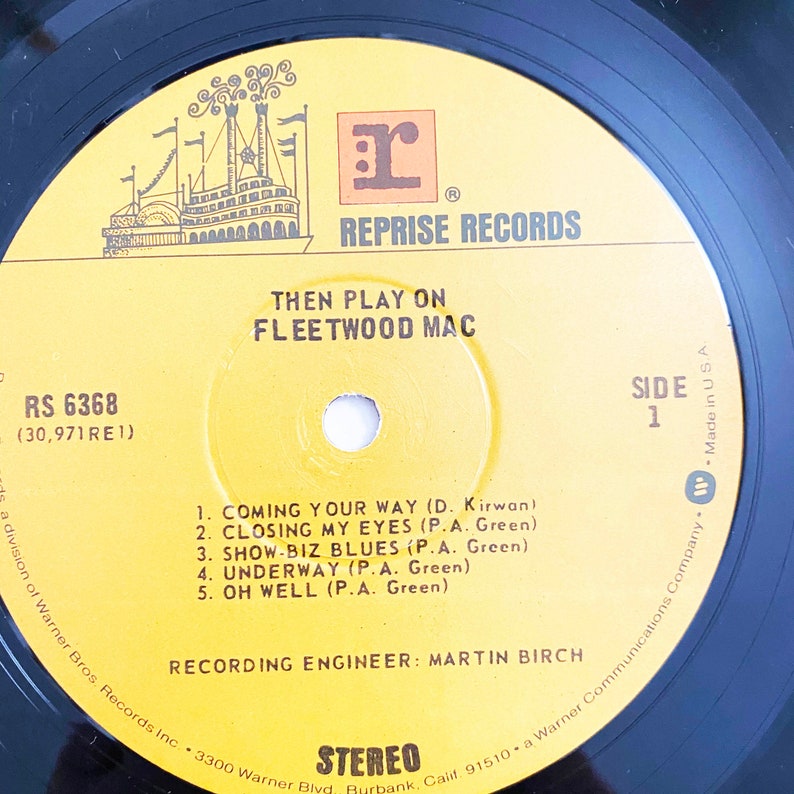 r ®
REPRISE RECORDS
THEN PLAY ON
FLEETWOOD MAC
RS 6368
(30,971RE1)
SIDE
1
1. COMING YOUR WAY (D. Kirwan)
2. CLOSING MY EYES (P.A. Green)
3. SHOW-BIZ BLUES (P.A. Green)
4. UNDERWAY (P.A. Green)
5. OH WELL (P.A. Green)
RECORDING ENGINEER: MARTIN BIRCH
STEREO
a division of Warner Bros. Records Inc. • 3300 Warner Blvd., Burbank, Calif. 91510 • a Warner Communications Company • Made in U.S.A.